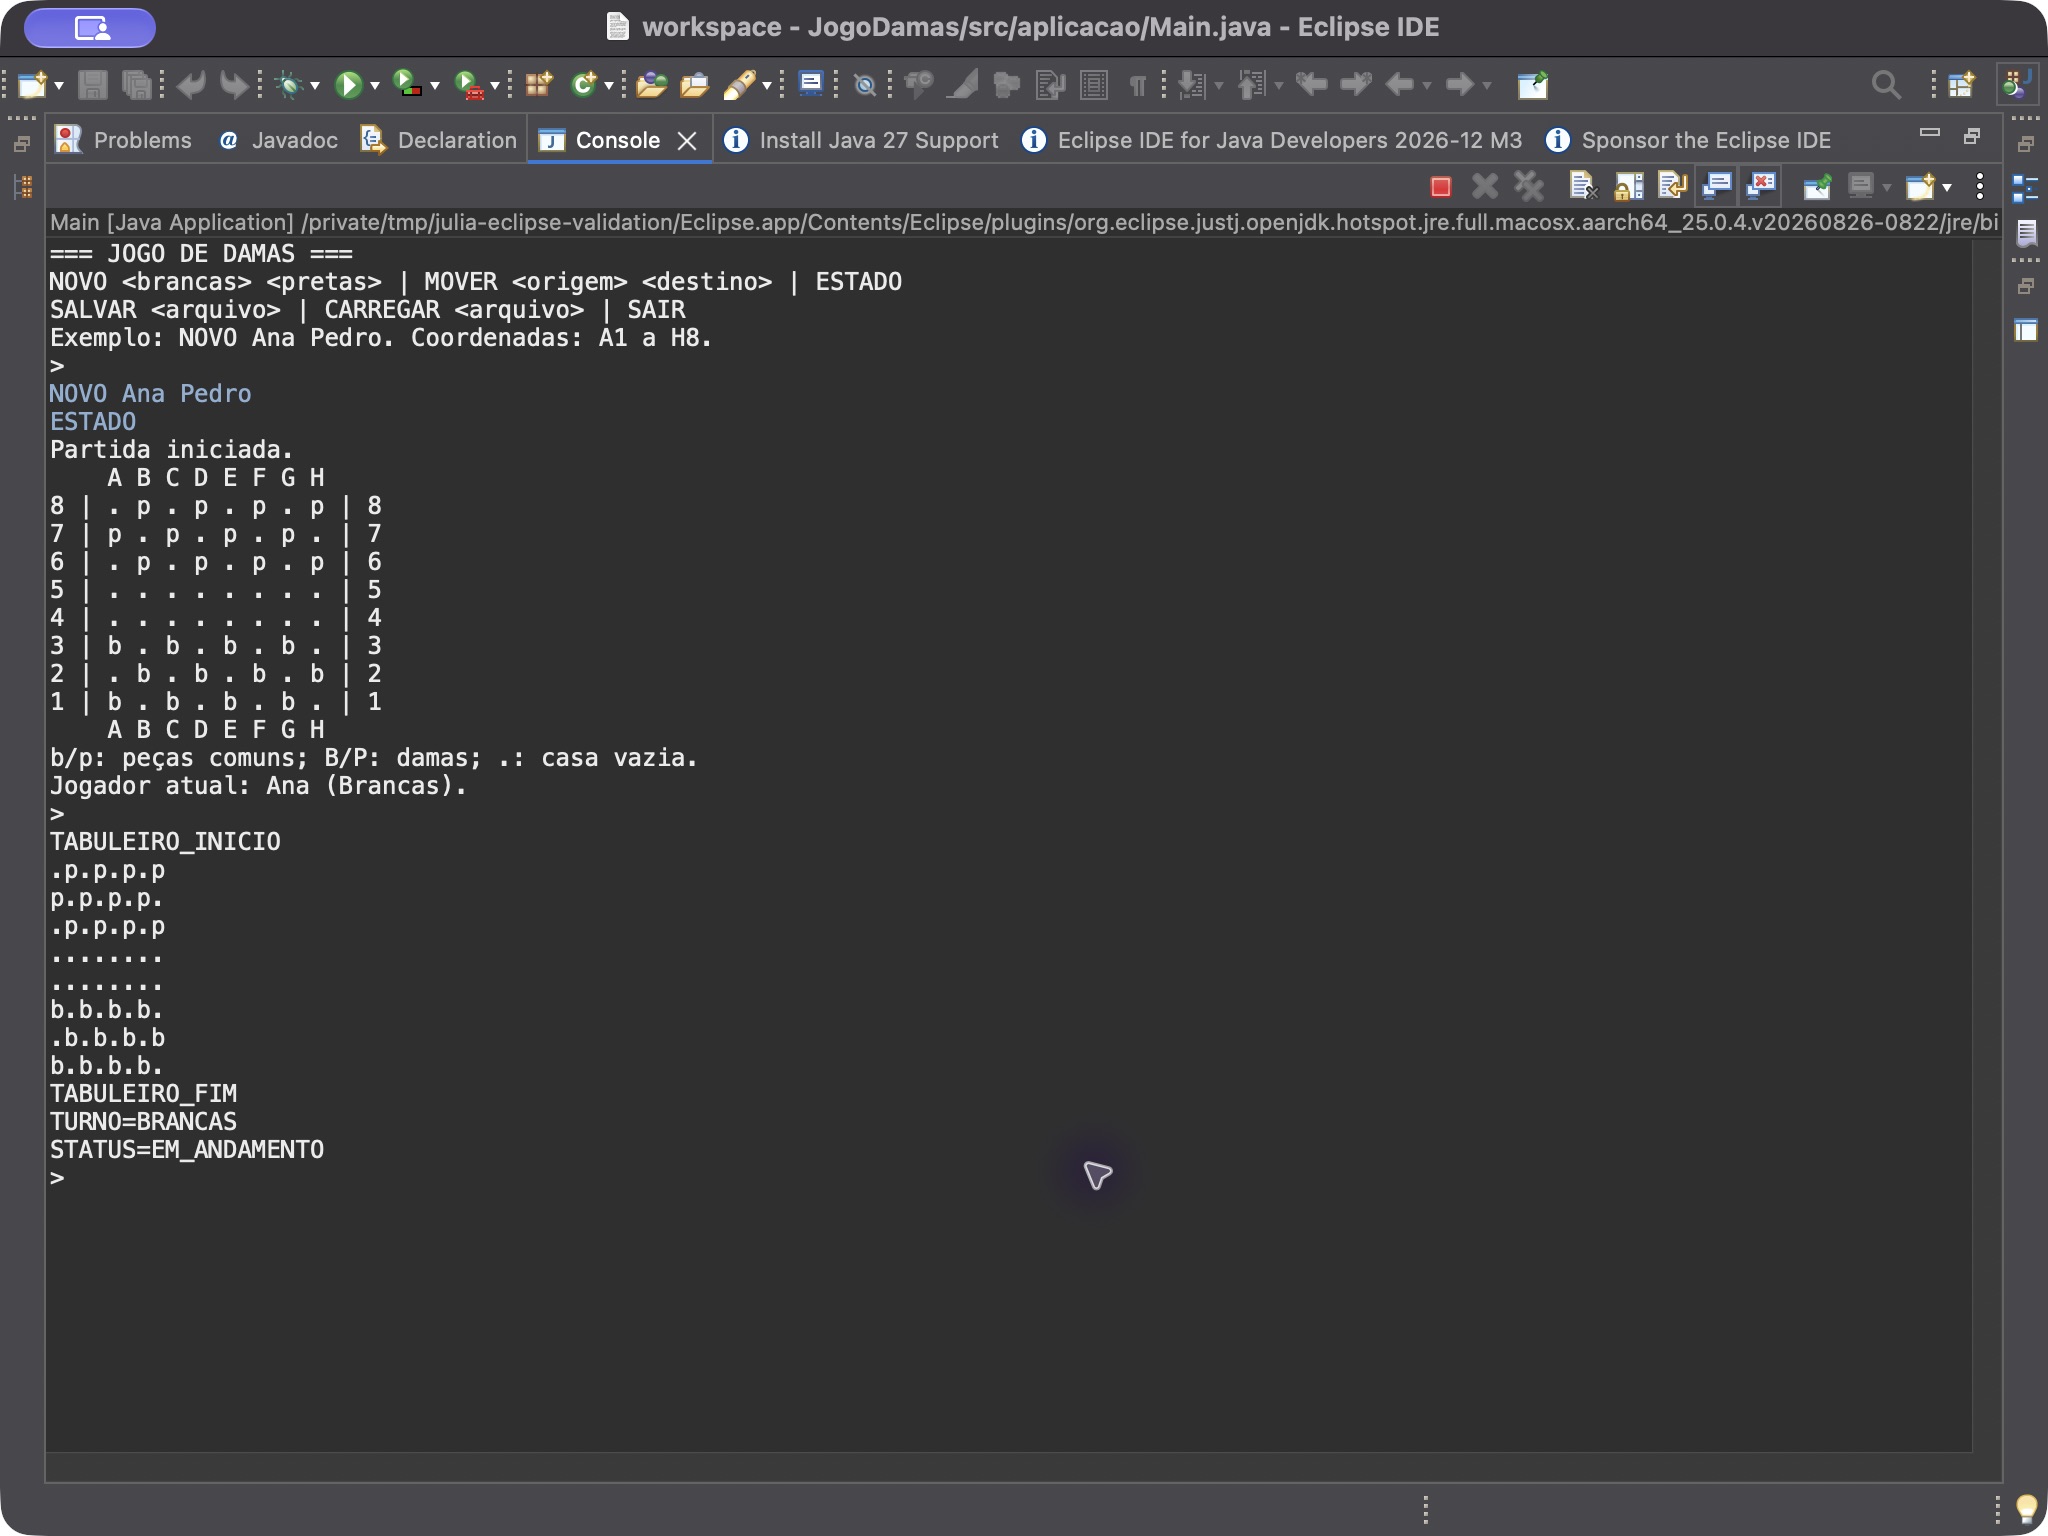 workspace - JogoDamas/src/aplicacao/Main.java - Eclipse IDE
Problems @ Javadoc Declaration Console Install Java 27 Support Eclipse IDE for Java Developers 2026-12 M3 Sponsor the Eclipse IDE
Main [Java Application] /private/tmp/julia-eclipse-validation/Eclipse.app/Contents/Eclipse/plugins/org.eclipse.justj.openjdk.hotspot.jre.full.macosx.aarch64_25.0.4.v20260826-0822/jre/bi
=== JOGO DE DAMAS ===
NOVO <brancas> <pretas> | MOVER <origem> <destino> | ESTADO
SALVAR <arquivo> | CARREGAR <arquivo> | SAIR
Exemplo: NOVO Ana Pedro. Coordenadas: A1 a H8.
>
NOVO Ana Pedro
ESTADO
Partida iniciada.
    A B C D E F G H
8 | . p . p . p . p | 8
7 | p . p . p . p . | 7
6 | . p . p . p . p | 6
5 | . . . . . . . . | 5
4 | . . . . . . . . | 4
3 | b . b . b . b . | 3
2 | . b . b . b . b | 2
1 | b . b . b . b . | 1
    A B C D E F G H
b/p: peças comuns; B/P: damas; .: casa vazia.
Jogador atual: Ana (Brancas).
>
TABULEIRO_INICIO
.p.p.p.p
p.p.p.p.
.p.p.p.p
........
........
b.b.b.b.
.b.b.b.b
b.b.b.b.
TABULEIRO_FIM
TURNO=BRANCAS
STATUS=EM_ANDAMENTO
>